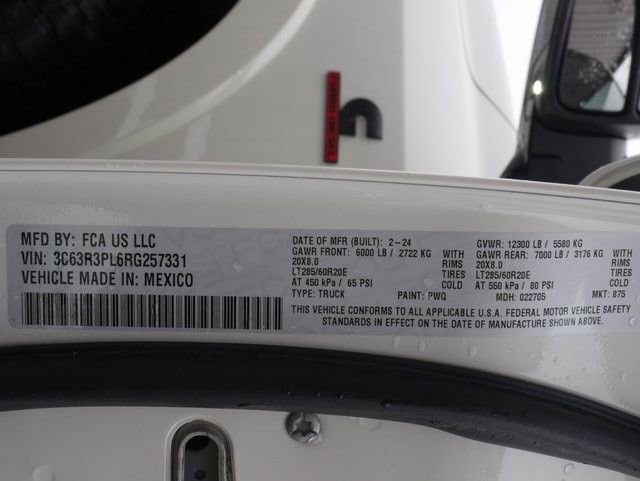 MFD BY: FCA US LLC
VIN: 3C63R3PL6RG257331
VEHICLE MADE IN: MEXICO
DATE OF MFR (BUILT): 2-24
GAWR FRONT: 6000 LB / 2722 KG WITH
20X8.0 RIMS
LT285/60R20E TIRES
AT 450 kPa / 65 PSI COLD
TYPE: TRUCK PAINT: PWQ
GVWR: 12300 LB / 5580 KG
GAWR REAR: 7000 LB / 3176 KG WITH
20X8.0 RIMS
LT285/60R20E TIRES
AT 550 kPa / 80 PSI COLD
MDH: 022705 MKT: 875
THIS VEHICLE CONFORMS TO ALL APPLICABLE U.S.A. FEDERAL MOTOR VEHICLE SAFETY
STANDARDS IN EFFECT ON THE DATE OF MANUFACTURE SHOWN ABOVE.